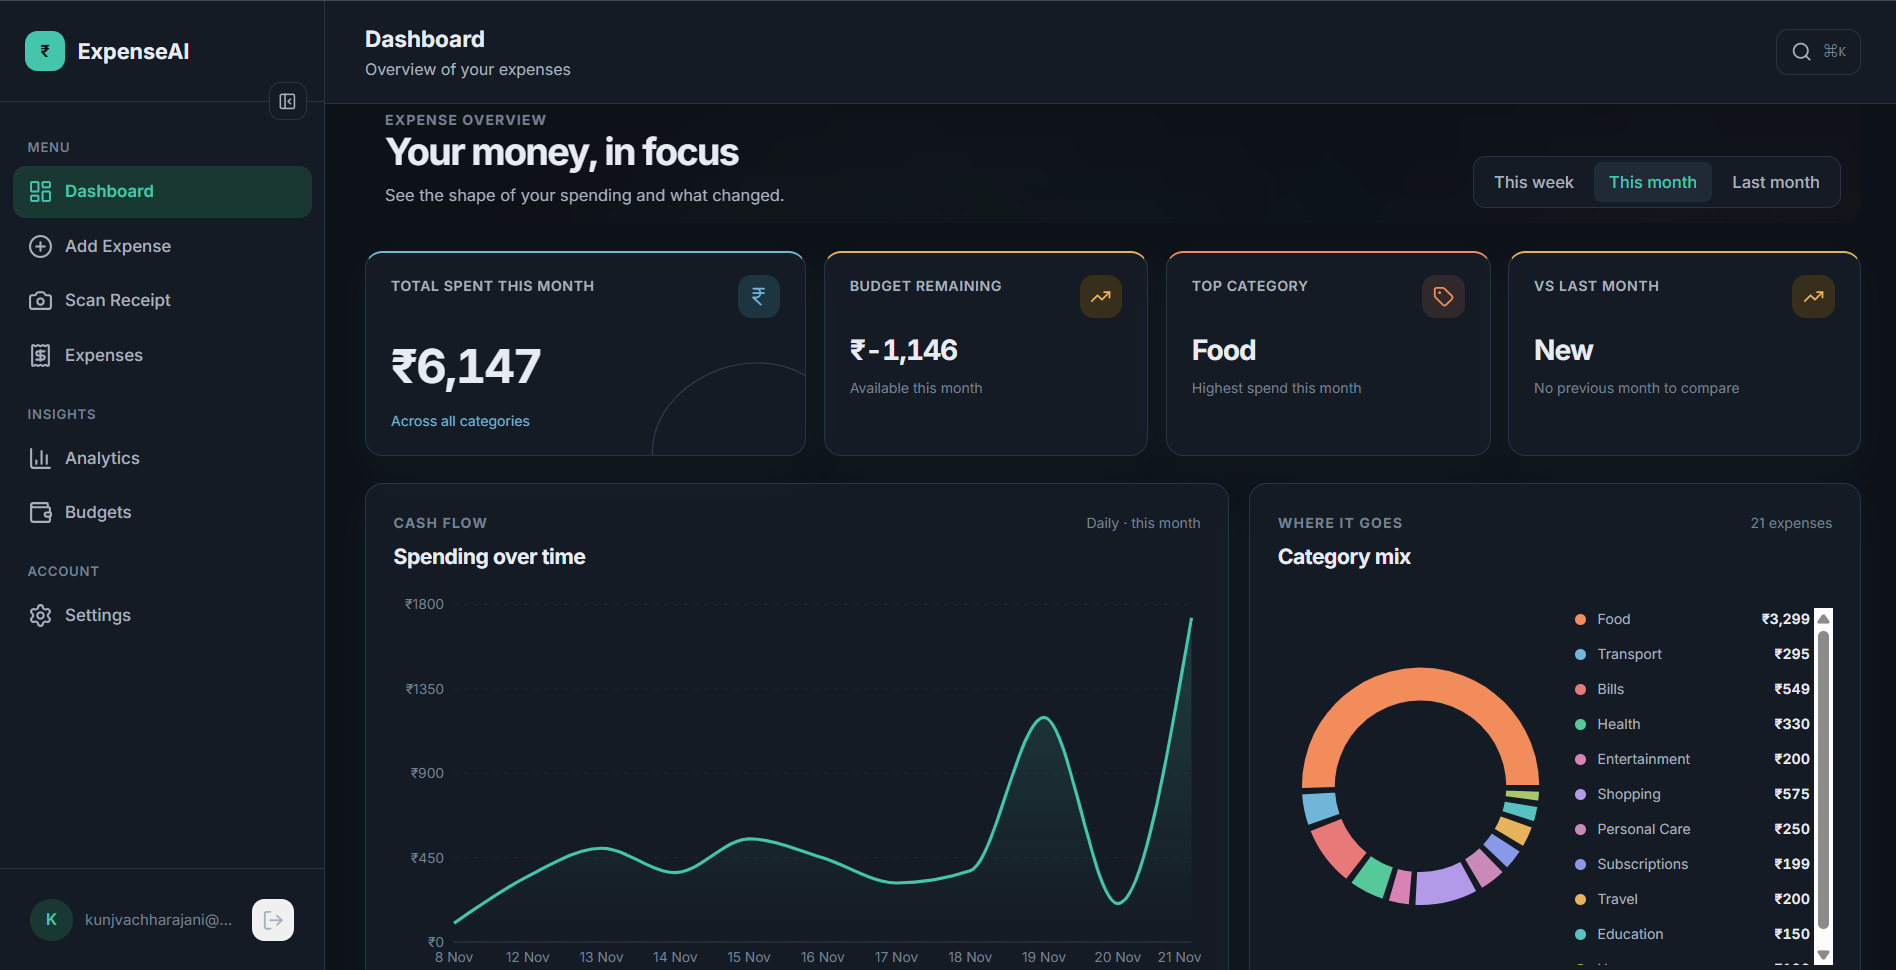 ₹
ExpenseAI
MENU
Dashboard
Add Expense
Scan Receipt
Expenses
INSIGHTS
Analytics
Budgets
ACCOUNT
Settings
K
kunjvachharajani@...
Dashboard
Overview of your expenses
⌘K
EXPENSE OVERVIEW
Your money, in focus
See the shape of your spending and what changed.
This week
This month
Last month
TOTAL SPENT THIS MONTH
₹
₹6,147
Across all categories
BUDGET REMAINING
₹-1,146
Available this month
TOP CATEGORY
Food
Highest spend this month
VS LAST MONTH
New
No previous month to compare
CASH FLOW
Daily · this month
Spending over time
₹1800
₹1350
₹900
₹450
₹0
8 Nov 12 Nov 13 Nov 14 Nov 15 Nov 16 Nov 17 Nov 18 Nov 19 Nov 20 Nov 21 Nov
WHERE IT GOES
21 expenses
Category mix
Food ₹3,299
Transport ₹295
Bills ₹549
Health ₹330
Entertainment ₹200
Shopping ₹575
Personal Care ₹250
Subscriptions ₹199
Travel ₹200
Education ₹150